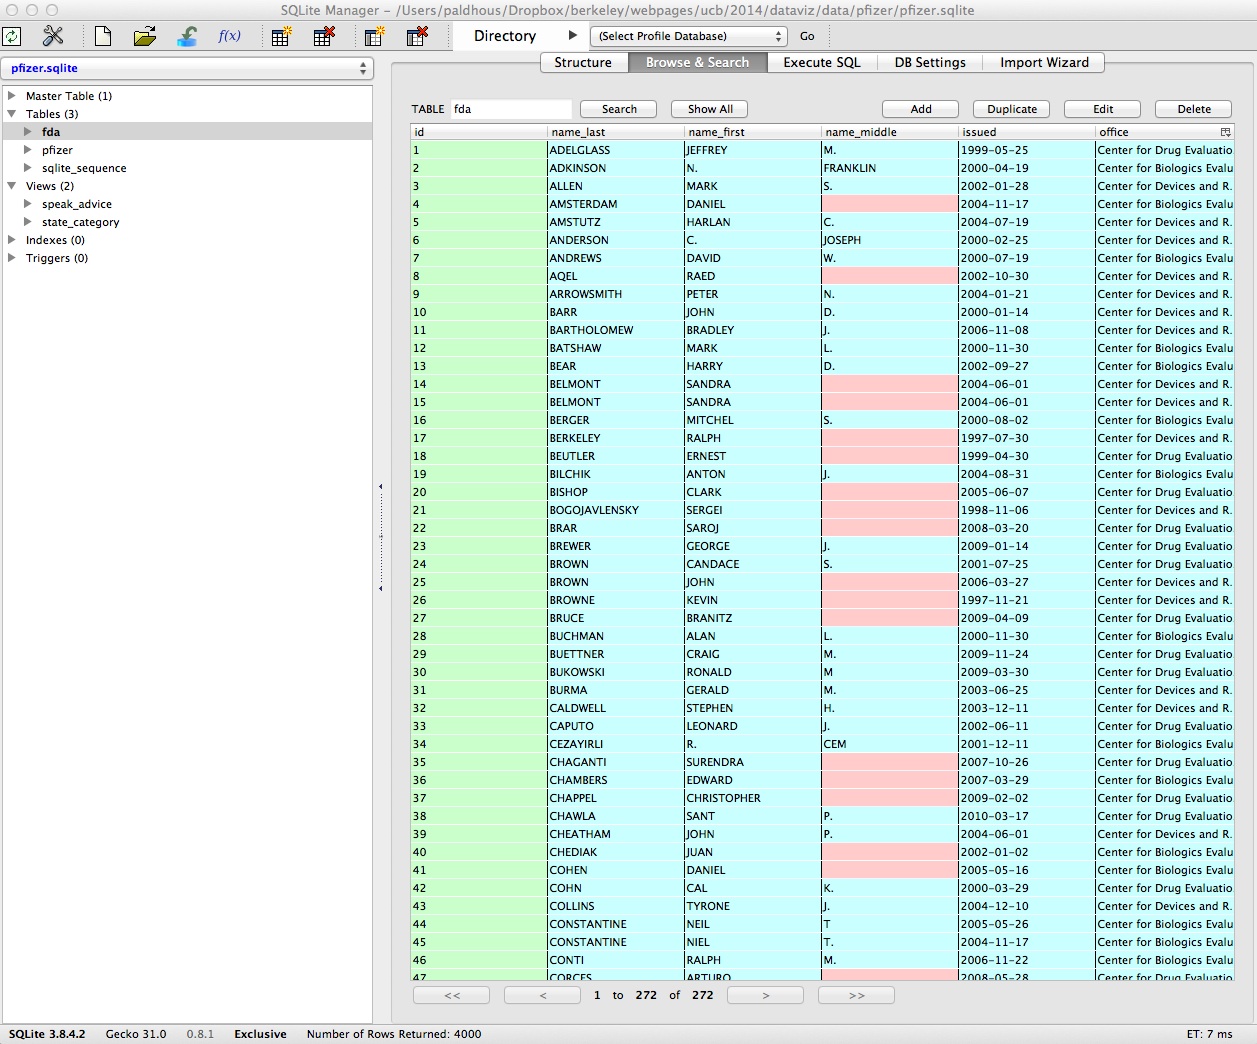 SQLite Manager - /Users/paldhous/Dropbox/berkeley/webpages/ucb/2014/dataviz/data/pfizer/pfizer.sqlite
f(x) Directory (Select Profile Database) Go
pfizer.sqlite
Structure Browse & Search Execute SQL DB Settings Import Wizard
Master Table (1)
Tables (3)
fda
pfizer
sqlite_sequence
Views (2)
speak_advice
state_category
Indexes (0)
Triggers (0)
TABLE fda Search Show All Add Duplicate Edit Delete
id name_last name_first name_middle issued office
1 ADELGLASS JEFFREY M. 1999-05-25 Center for Drug Evaluatio
2 ADKINSON N. FRANKLIN 2000-04-19 Center for Biologics Evalu
3 ALLEN MARK S. 2002-01-28 Center for Devices and R.
4 AMSTERDAM DANIEL 2004-11-17 Center for Biologics Evalu
5 AMSTUTZ HARLAN C. 2004-07-19 Center for Devices and R.
6 ANDERSON C. JOSEPH 2000-02-25 Center for Devices and R.
7 ANDREWS DAVID W. 2000-07-19 Center for Biologics Evalu
8 AQEL RAED 2002-10-30 Center for Devices and R.
9 ARROWSMITH PETER N. 2004-01-21 Center for Devices and R.
10 BARR JOHN D. 2000-01-14 Center for Devices and R.
11 BARTHOLOMEW BRADLEY J. 2006-11-08 Center for Devices and R.
12 BATSHAW MARK L. 2000-11-30 Center for Biologics Evalu
13 BEAR HARRY D. 2002-09-27 Center for Biologics Evalu
14 BELMONT SANDRA 2004-06-01 Center for Devices and R.
15 BELMONT SANDRA 2004-06-01 Center for Devices and R.
16 BERGER MITCHEL S. 2000-08-02 Center for Biologics Evalu
17 BERKELEY RALPH 1997-07-30 Center for Devices and R.
18 BEUTLER ERNEST 1999-04-30 Center for Drug Evaluatio
19 BILCHIK ANTON J. 2004-08-31 Center for Biologics Evalu
20 BISHOP CLARK 2005-06-07 Center for Drug Evaluatio
21 BOGOJAVLENSKY SERGEI 1998-11-06 Center for Devices and R.
22 BRAR SAROJ 2008-03-20 Center for Drug Evaluatio
23 BREWER GEORGE J. 2009-01-14 Center for Drug Evaluatio
24 BROWN CANDACE S. 2001-07-25 Center for Drug Evaluatio
25 BROWN JOHN 2006-03-27 Center for Devices and R.
26 BROWNE KEVIN 1997-11-21 Center for Devices and R.
27 BRUCE BRANITZ 2009-04-09 Center for Drug Evaluatio
28 BUCHMAN ALAN L. 2000-11-30 Center for Biologics Evalu
29 BUETTNER CRAIG M. 2009-11-24 Center for Drug Evaluatio
30 BUKOWSKI RONALD M 2009-03-30 Center for Drug Evaluatio
31 BURMA GERALD M. 2003-06-25 Center for Devices and R.
32 CALDWELL STEPHEN H. 2003-12-11 Center for Devices and R.
33 CAPUTO LEONARD J. 2002-06-11 Center for Drug Evaluatio
34 CEZAYIRLI R. CEM 2001-12-11 Center for Biologics Evalu
35 CHAGANTI SURENDRA 2007-10-26 Center for Drug Evaluatio
36 CHAMBERS EDWARD 2007-03-29 Center for Biologics Evalu
37 CHAPPEL CHRISTOPHER 2009-02-02 Center for Drug Evaluatio
38 CHAWLA SANT P. 2010-03-17 Center for Drug Evaluatio
39 CHEATHAM JOHN P. 2004-06-01 Center for Devices and R.
40 CHEDIAK JUAN 2002-01-02 Center for Biologics Evalu
41 COHEN DANIEL 2005-05-16 Center for Biologics Evalu
42 COHN CAL K. 2000-03-29 Center for Drug Evaluatio
43 COLLINS TYRONE J. 2004-12-10 Center for Devices and R.
44 CONSTANTINE NEIL T 2005-05-26 Center for Biologics Evalu
45 CONSTANTINE NIEL T. 2004-11-17 Center for Biologics Evalu
46 CONTI RALPH M. 2006-11-22 Center for Drug Evaluatio
47 CORCES ARTURO 2008-05-28 Center for Drug Evaluatio
<< < 1 to 272 of 272 > >>
SQLite 3.8.4.2 Gecko 31.0 0.8.1 Exclusive Number of Rows Returned: 4000 ET: 7 ms